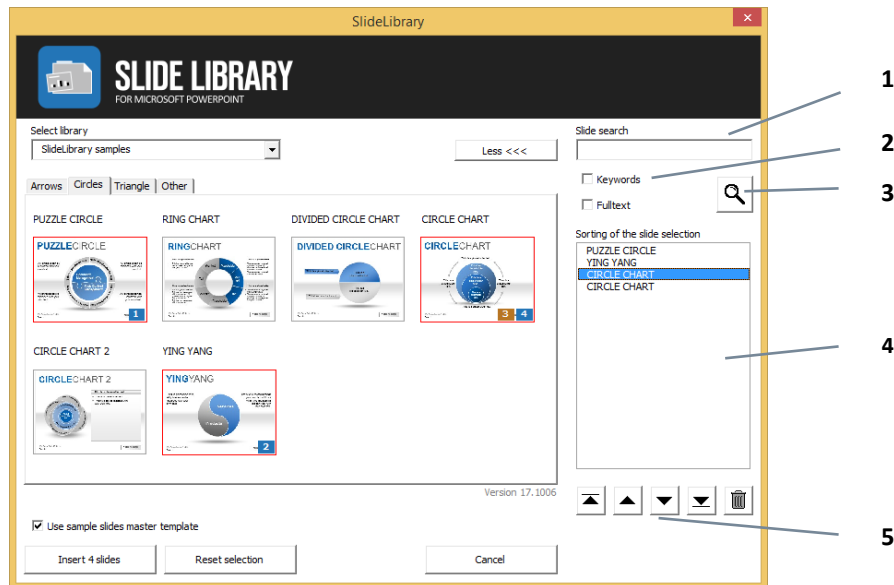 SlideLibrary
SLIDE LIBRARY
FOR MICROSOFT POWERPOINT
Select library
SlideLibrary samples
Less <<<
Slide search
1
Keywords
2
Fulltext
3
Arrows Circles Triangle Other
PUZZLE CIRCLE RING CHART DIVIDED CIRCLE CHART CIRCLE CHART
PUZZLECIRCLE RINGCHART DIVIDED CIRCLECHART CIRCLECHART
1 3 4
CIRCLE CHART 2 YING YANG
CIRCLECHART 2 YINGYANG
2
Sorting of the slide selection
PUZZLE CIRCLE
YING YANG
CIRCLE CHART
CIRCLE CHART
4
Version 17.1006
5
Use sample slides master template
Insert 4 slides Reset selection Cancel